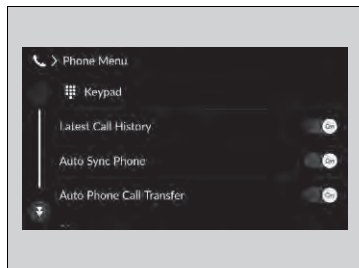 > Phone Menu
Keypad
Latest Call History
On
Auto Sync Phone
On
Auto Phone Call Transfer
On